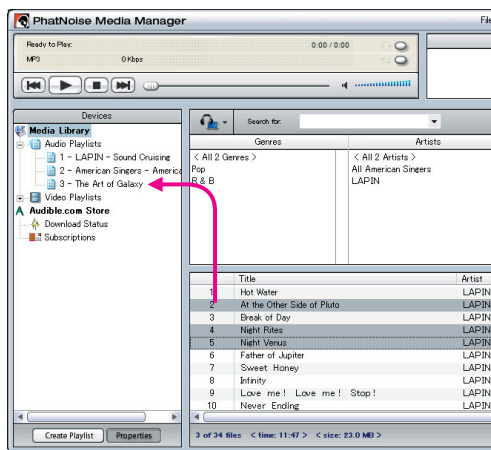 PhatNoise Media Manager
File
Ready to Play:
0:00 / 0:00
MP3
0 Kbps
Devices
Media Library
Audio Playlists
1 - LAPIN - Sound Cruising
2 - American Singers - America
3 - The Art of Galaxy
Video Playlists
Audible.com Store
Download Status
Subscriptions
Create Playlist
Properties
Search for:
Genres
Artists
< All 2 Genres >
< All 2 Artists >
Pop
All American Singers
R & B
LAPIN
Title
Artist
1 Hot Water LAPIN
2 At the Other Side of Pluto LAPIN
3 Break of Day LAPIN
4 Night Rites LAPIN
5 Night Venus LAPIN
6 Father of Jupiter LAPIN
7 Sweet Honey LAPIN
8 Infinity LAPIN
9 Love me! Love me! Stop! LAPIN
10 Never Ending LAPIN
3 of 34 files < time: 11:47 > < size: 23.0 MB >